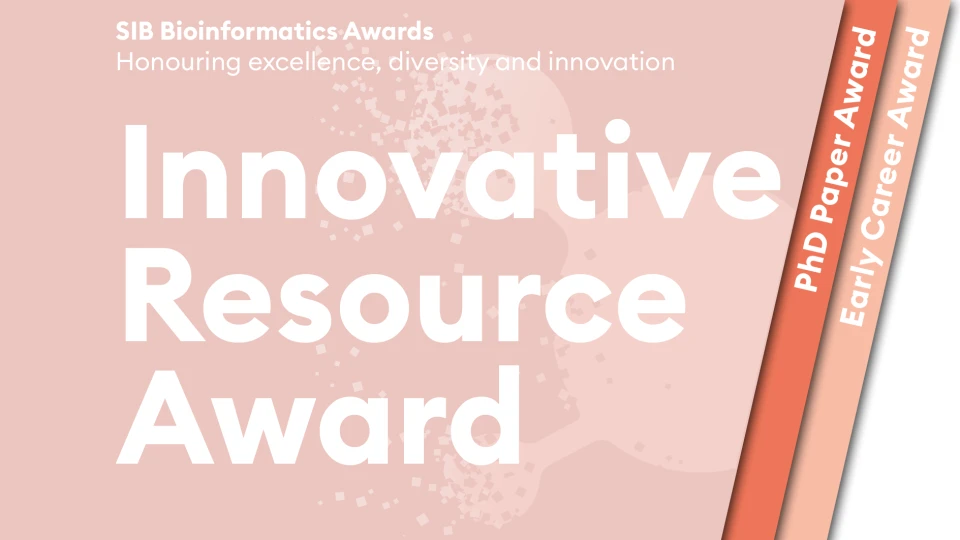 SIB Bioinformatics Awards
Honouring excellence, diversity and innovation
Innovative
Resource
Award
PhD Paper Award
Early Career Award